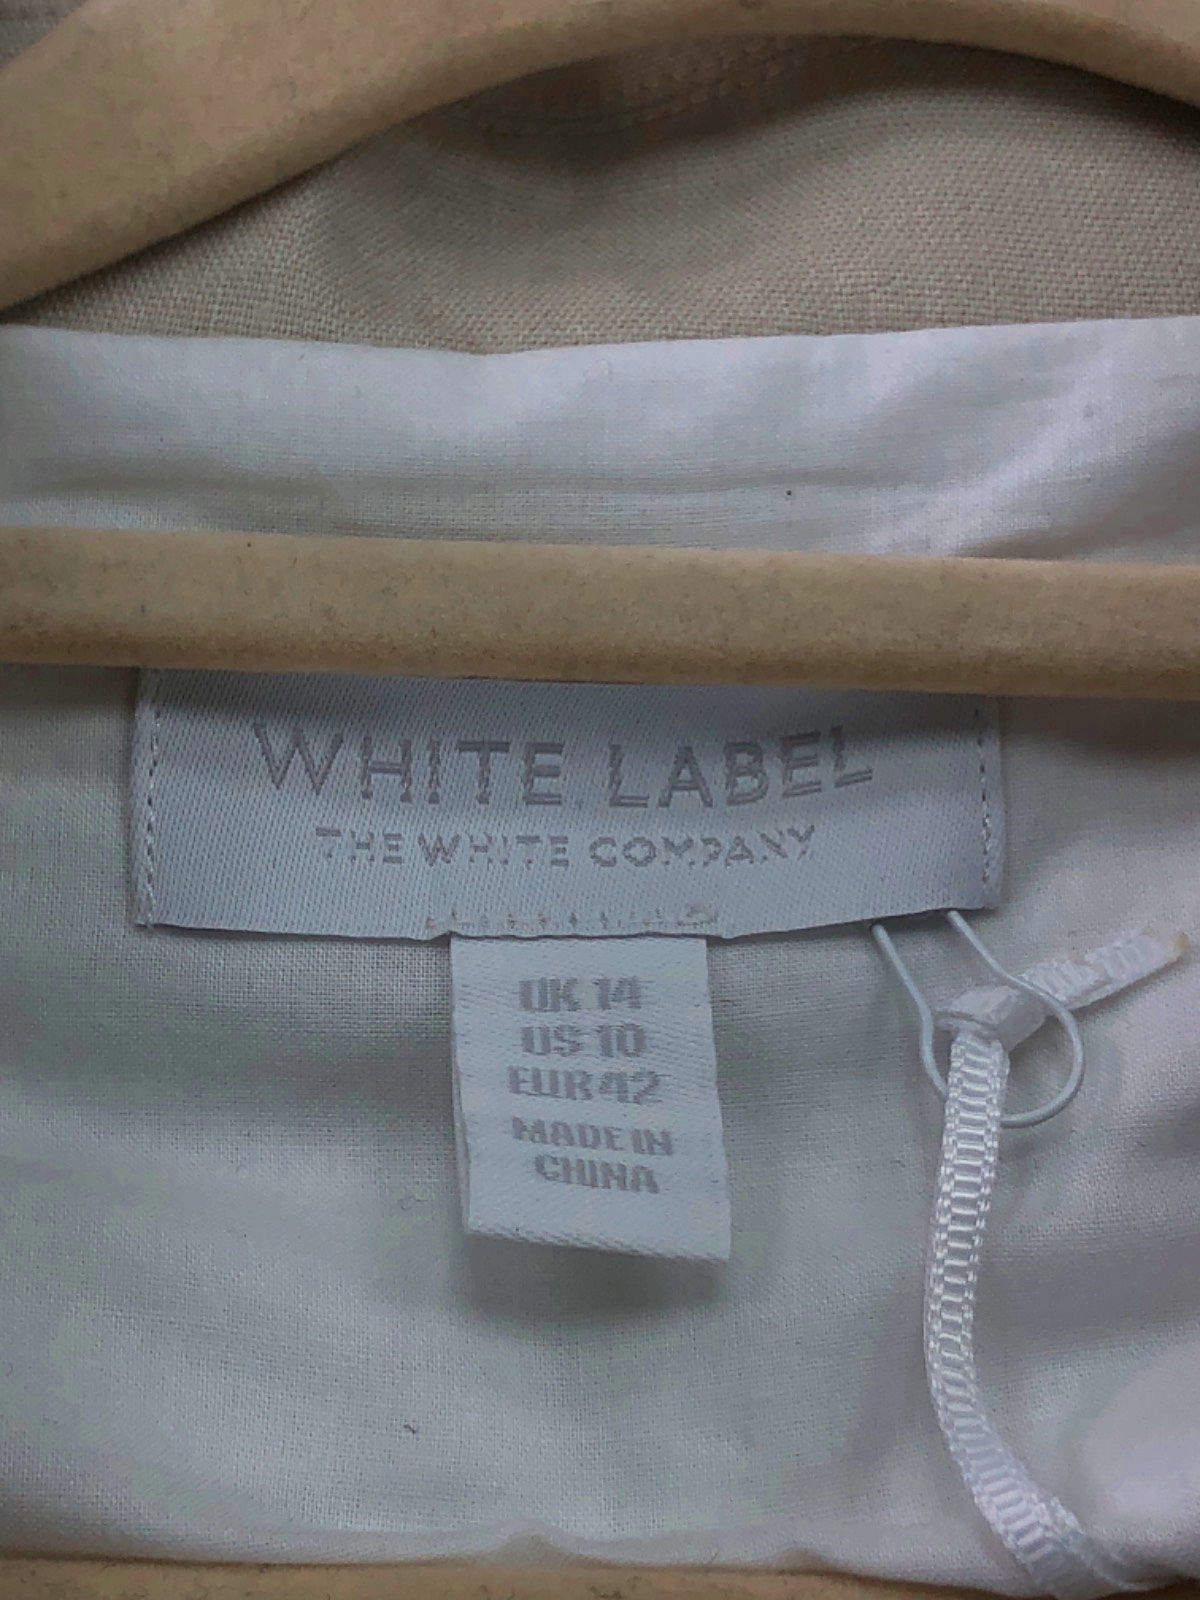 WHITE LABEL
THE WHITE COMPANY
UK 14
US 10
EUR 42
MADE IN
CHINA